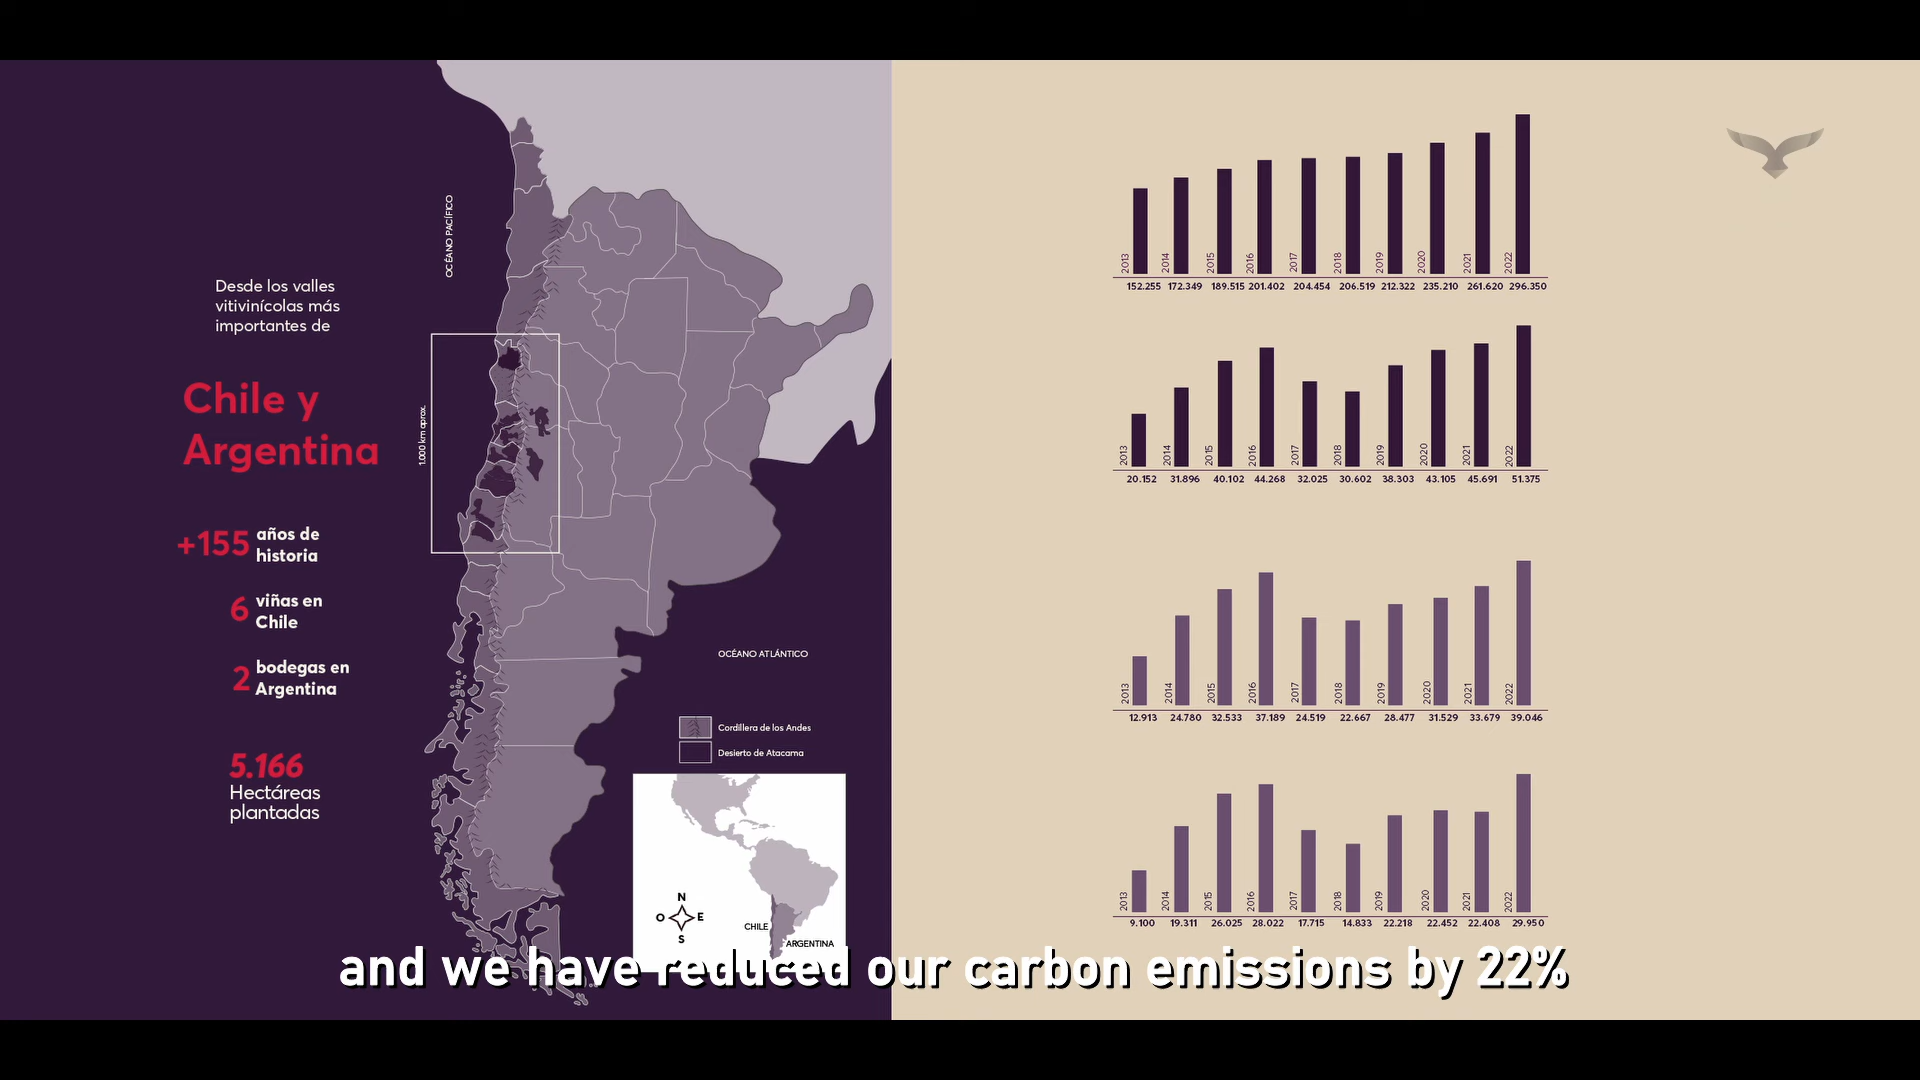 Desde los valles
vitivinícolas más
importantes de
Chile y
Argentina
+155 años de
historia
6 viñas en
Chile
2 bodegas en
Argentina
5.166
Hectáreas
plantadas
OCÉANO PACÍFICO
1.000 km aprox.
OCÉANO ATLÁNTICO
Cordillera de los Andes
Desierto de Atacama
N
O E
S
CHILE
ARGENTINA
2013 2014 2015 2016 2017 2018 2019 2020 2021 2022
152.255 172.349 189.515 201.402 204.454 206.519 212.322 235.210 261.620 296.350
2013 2014 2015 2016 2017 2018 2019 2020 2021 2022
20.152 31.896 40.102 44.268 32.025 30.602 38.303 43.105 45.691 51.375
2013 2014 2015 2016 2017 2018 2019 2020 2021 2022
12.913 24.780 32.533 37.189 24.519 22.667 28.477 31.529 33.679 39.046
2013 2014 2015 2016 2017 2018 2019 2020 2021 2022
9.100 19.311 26.025 28.022 17.715 14.833 22.218 22.452 22.408 29.950
and we have reduced our carbon emissions by 22%